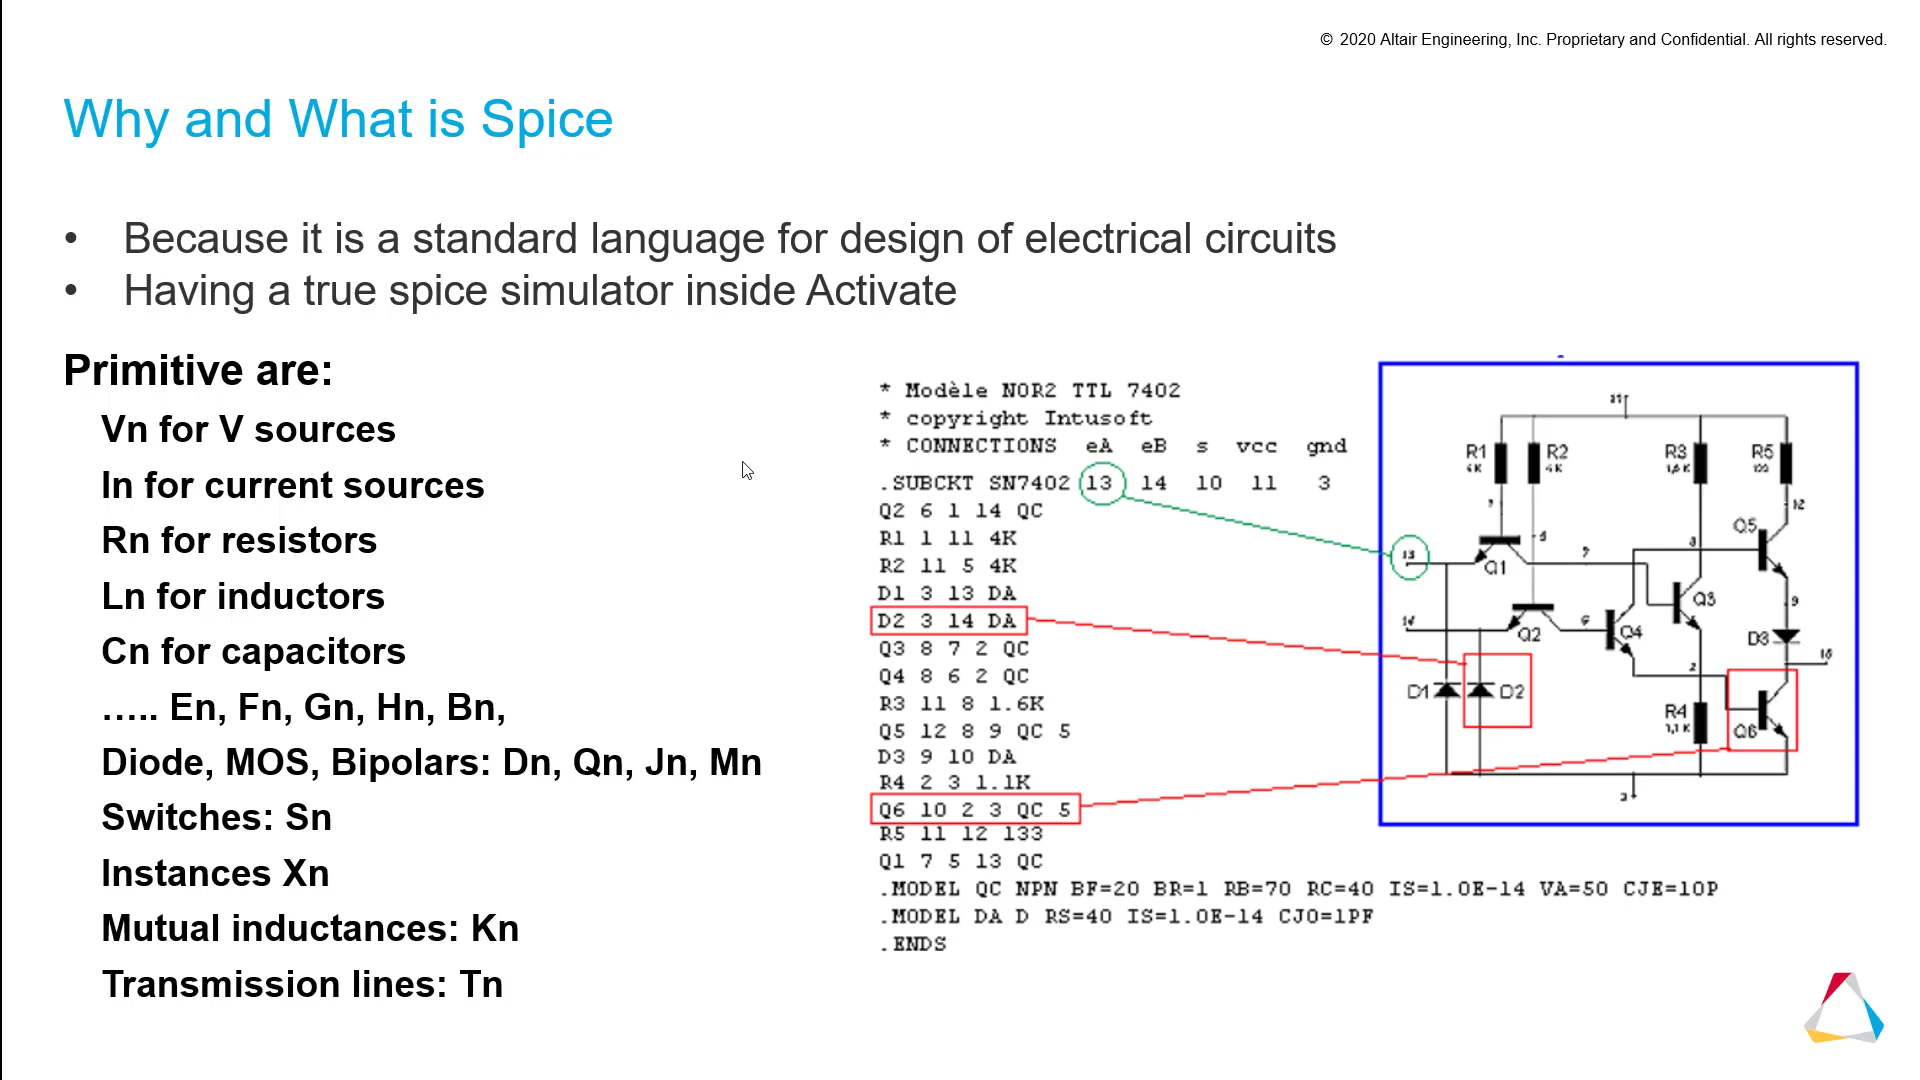 © 2020 Altair Engineering, Inc. Proprietary and Confidential. All rights reserved.
Why and What is Spice
• Because it is a standard language for design of electrical circuits
• Having a true spice simulator inside Activate
Primitive are:
Vn for V sources
In for current sources
Rn for resistors
Ln for inductors
Cn for capacitors
….. En, Fn, Gn, Hn, Bn,
Diode, MOS, Bipolars: Dn, Qn, Jn, Mn
Switches: Sn
Instances Xn
Mutual inductances: Kn
Transmission lines: Tn
* Modèle NOR2 TTL 7402
* copyright Intusoft
* CONNECTIONS eA eB s vcc gnd
.SUBCKT SN7402 13 14 10 11 3
Q2 6 1 14 QC
R1 1 11 4K
R2 11 5 4K
D1 3 13 DA
D2 3 14 DA
Q3 8 7 2 QC
Q4 8 6 2 QC
R3 11 8 1.6K
Q5 12 8 9 QC 5
D3 9 10 DA
R4 2 3 1.1K
Q6 10 2 3 QC 5
R5 11 12 133
Q1 7 5 13 QC
.MODEL QC NPN BF=20 BR=1 RB=70 RC=40 IS=1.0E-14 VA=50 CJE=10P
.MODEL DA D RS=40 IS=1.0E-14 CJO=1PF
.ENDS
R1
R2
R3
R5
12
Q5
13
Q1
8
Q3
14
Q2
6
Q4
9
D3
2
D1
D2
R4
Q6